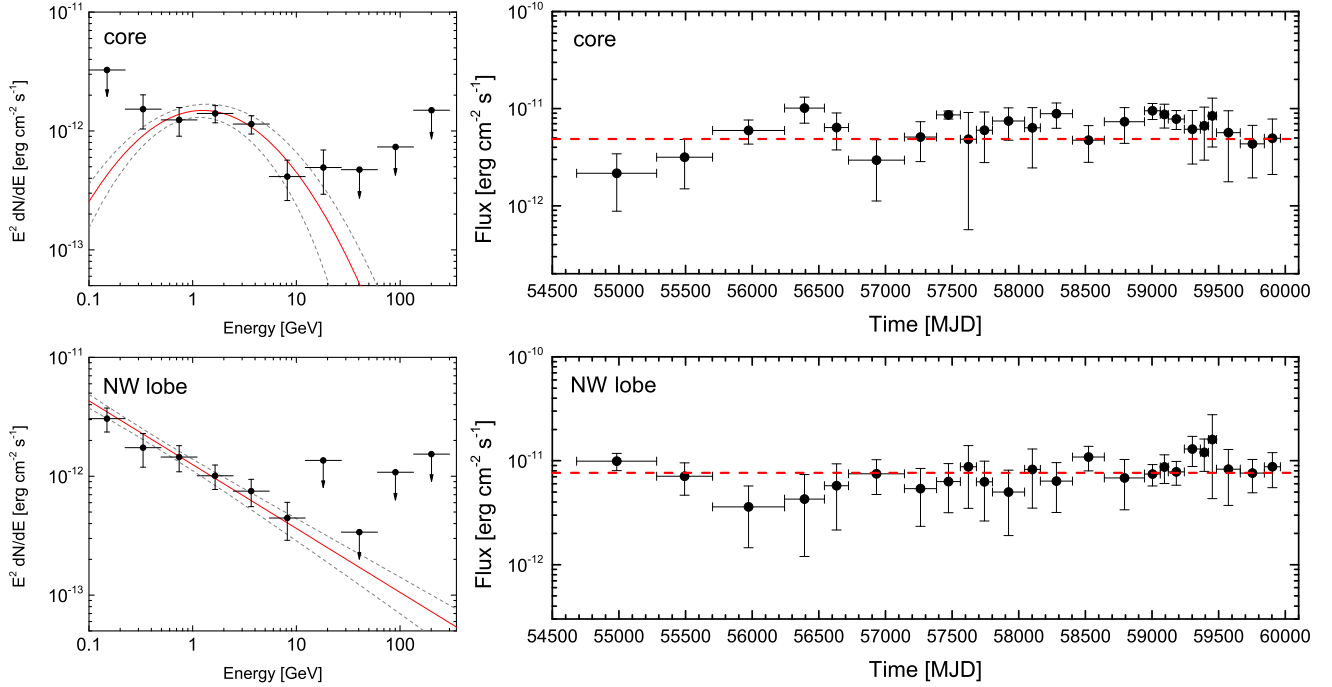 core
E² dN/dE [erg cm⁻² s⁻¹]
10⁻¹¹
10⁻¹²
10⁻¹³
0.1 1 10 100
Energy [GeV]
core
Flux [erg cm⁻² s⁻¹]
10⁻¹⁰
10⁻¹¹
10⁻¹²
54500 55000 55500 56000 56500 57000 57500 58000 58500 59000 59500 60000
Time [MJD]
NW lobe
E² dN/dE [erg cm⁻² s⁻¹]
10⁻¹¹
10⁻¹²
10⁻¹³
0.1 1 10 100
Energy [GeV]
NW lobe
Flux [erg cm⁻² s⁻¹]
10⁻¹⁰
10⁻¹¹
10⁻¹²
54500 55000 55500 56000 56500 57000 57500 58000 58500 59000 59500 60000
Time [MJD]